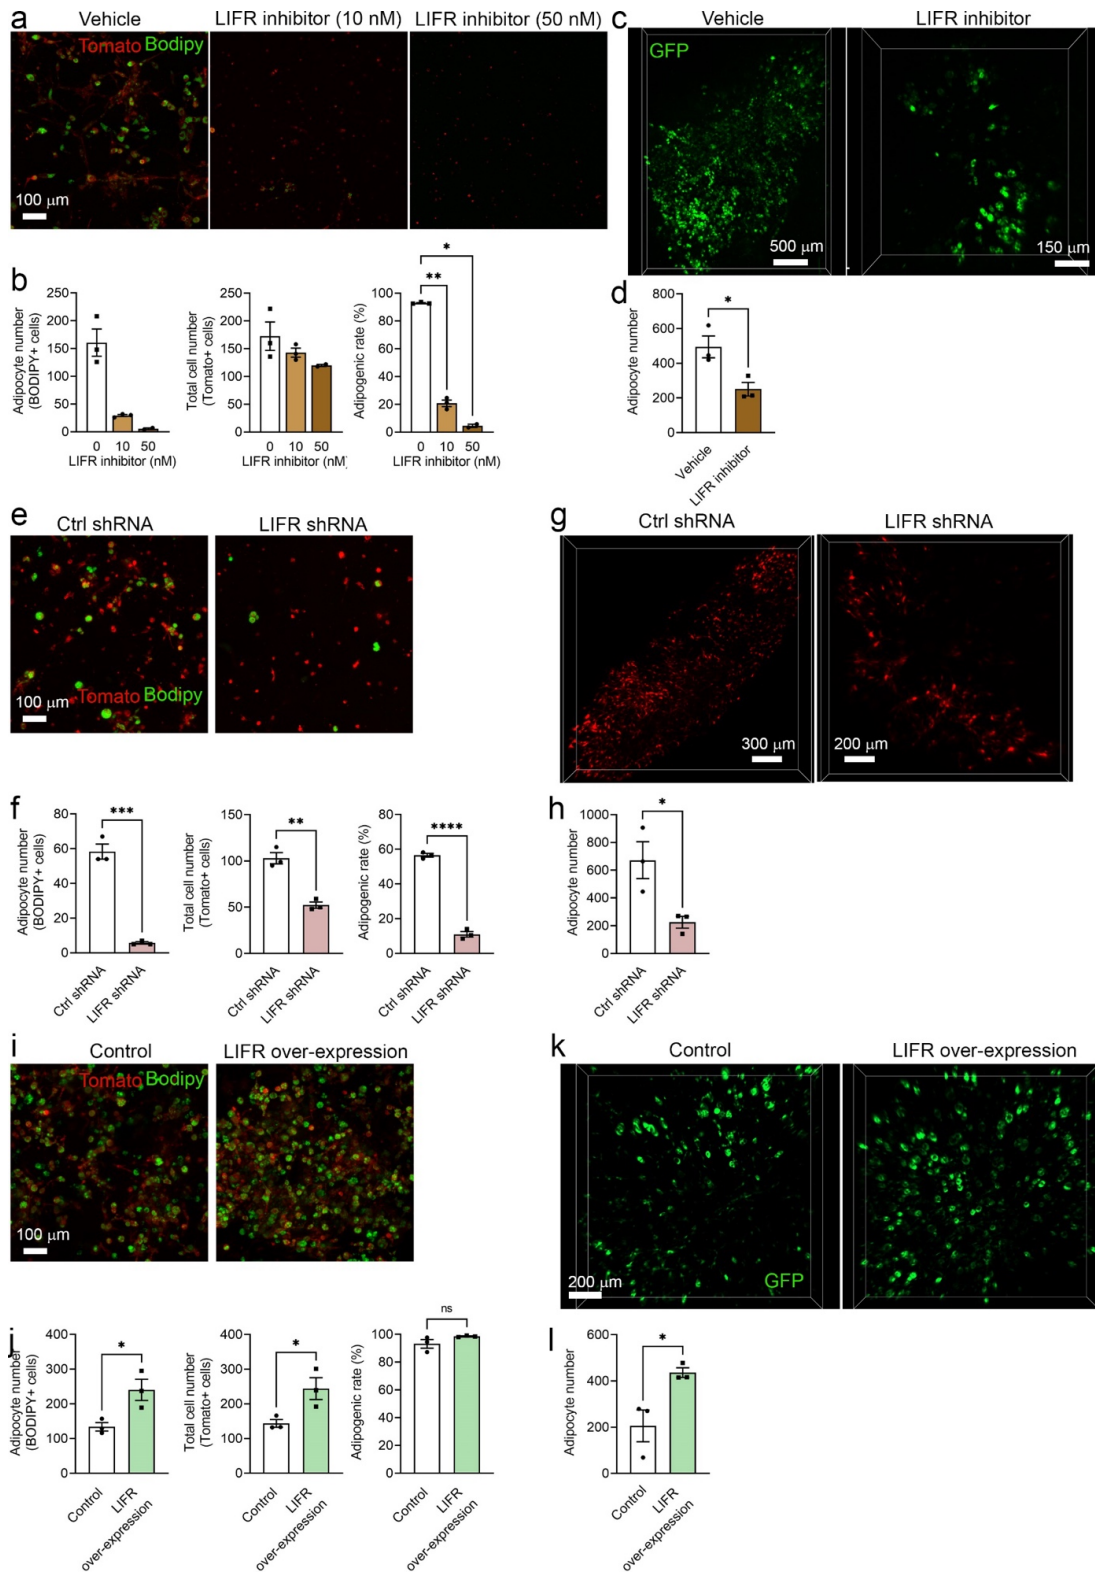 a
Vehicle
LIFR inhibitor (10 nM)
LIFR inhibitor (50 nM)
Tomato Bodipy
100 μm
c
Vehicle
LIFR inhibitor
GFP
500 μm
150 μm
b
Adipocyte number
(BODIPY+ cells)
250
200
150
100
50
0
0 10 50
LIFR inhibitor (nM)
Total cell number
(Tomato+ cells)
250
200
150
100
50
0
0 10 50
LIFR inhibitor (nM)
Adipogenic rate (%)
100
80
60
40
20
0
*
**
0 10 50
LIFR inhibitor (nM)
d
Adipocyte number
800
600
400
200
0
*
Vehicle
LIFR inhibitor
e
Ctrl shRNA
LIFR shRNA
Tomato Bodipy
100 μm
g
Ctrl shRNA
LIFR shRNA
300 μm
200 μm
f
Adipocyte number
(BODIPY+ cells)
80
60
40
20
0
***
Ctrl shRNA
LIFR shRNA
Total cell number
(Tomato+ cells)
150
100
50
0
**
Ctrl shRNA
LIFR shRNA
Adipogenic rate (%)
80
60
40
20
0
****
Ctrl shRNA
LIFR shRNA
h
Adipocyte number
1000
800
600
400
200
0
*
Ctrl shRNA
LIFR shRNA
i
Control
LIFR over-expression
Tomato Bodipy
100 μm
k
Control
LIFR over-expression
200 μm
GFP
j
Adipocyte number
(BODIPY+ cells)
400
300
200
100
0
*
Control
LIFR
over-expression
Total cell number
(Tomato+ cells)
400
300
200
100
0
*
Control
LIFR
over-expression
Adipogenic rate (%)
100
80
60
40
20
0
ns
Control
LIFR
over-expression
l
Adipocyte number
600
400
200
0
*
Control
LIFR
over-expression